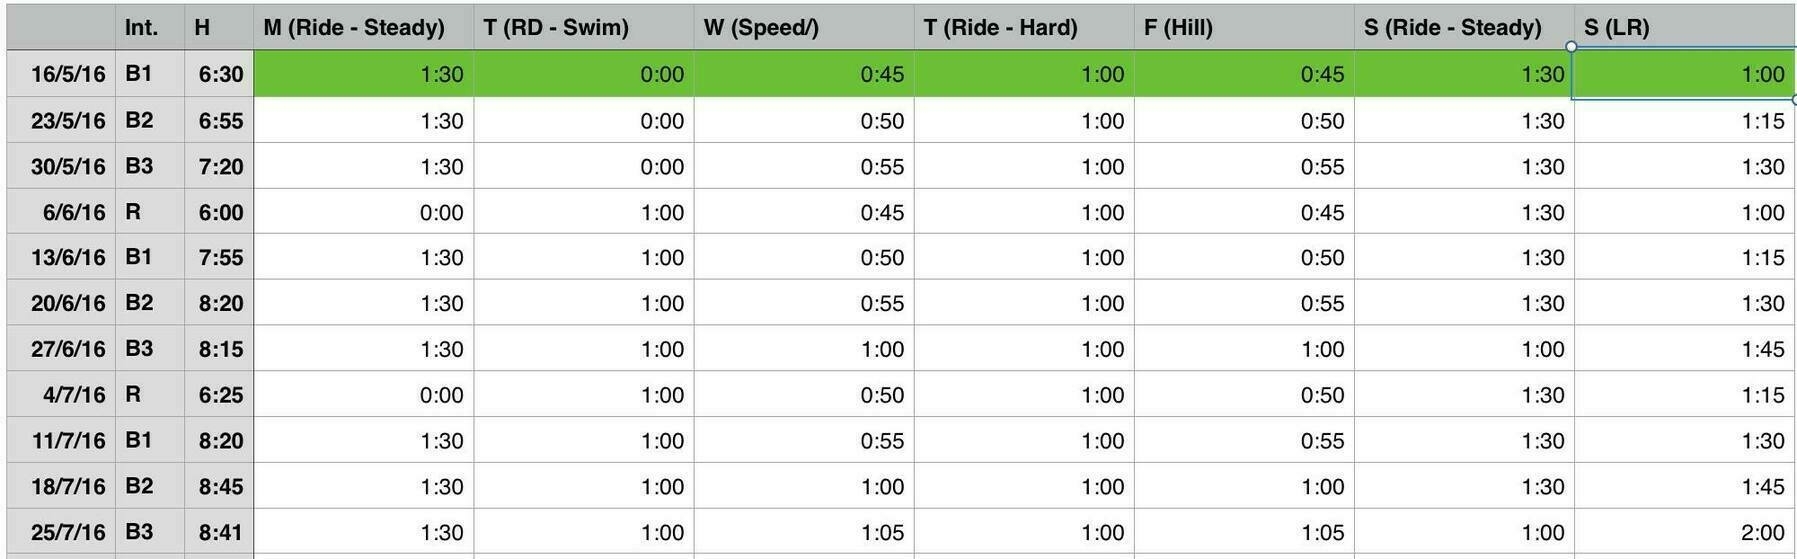 Int. H M (Ride - Steady) T (RD - Swim) W (Speed/) T (Ride - Hard) F (Hill) S (Ride - Steady) S (LR)
16/5/16 B1 6:30 1:30 0:00 0:45 1:00 0:45 1:30 1:00
23/5/16 B2 6:55 1:30 0:00 0:50 1:00 0:50 1:30 1:15
30/5/16 B3 7:20 1:30 0:00 0:55 1:00 0:55 1:30 1:30
6/6/16 R 6:00 0:00 1:00 0:45 1:00 0:45 1:30 1:00
13/6/16 B1 7:55 1:30 1:00 0:50 1:00 0:50 1:30 1:15
20/6/16 B2 8:20 1:30 1:00 0:55 1:00 0:55 1:30 1:30
27/6/16 B3 8:15 1:30 1:00 1:00 1:00 1:00 1:00 1:45
4/7/16 R 6:25 0:00 1:00 0:50 1:00 0:50 1:30 1:15
11/7/16 B1 8:20 1:30 1:00 0:55 1:00 0:55 1:30 1:30
18/7/16 B2 8:45 1:30 1:00 1:00 1:00 1:00 1:30 1:45
25/7/16 B3 8:41 1:30 1:00 1:05 1:00 1:05 1:00 2:00